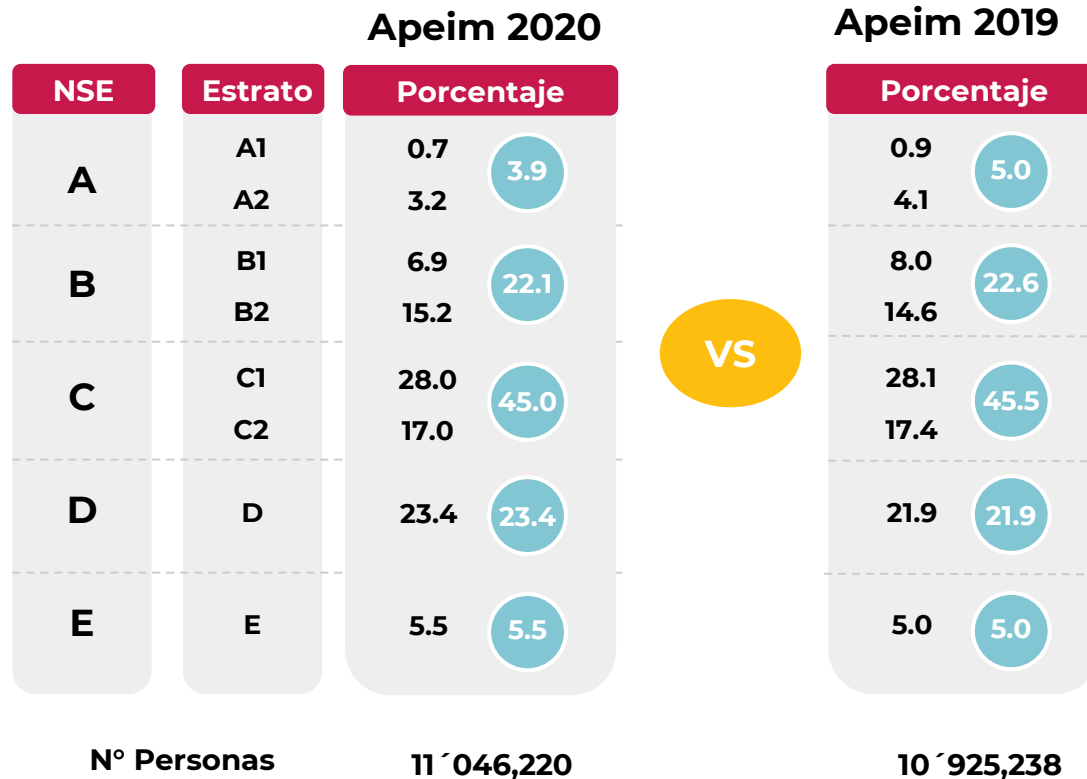 Apeim 2020 Apeim 2019
NSE Estrato Porcentaje Porcentaje
A1 0.7 0.9
A 3.9 5.0
A2 3.2 4.1
B1 6.9 8.0
B 22.1 22.6
B2 15.2 14.6
VS
C1 28.0 28.1
C 45.0 45.5
C2 17.0 17.4
D D 23.4 23.4 21.9 21.9
E E 5.5 5.5 5.0 5.0
N° Personas 11´046,220 10´925,238